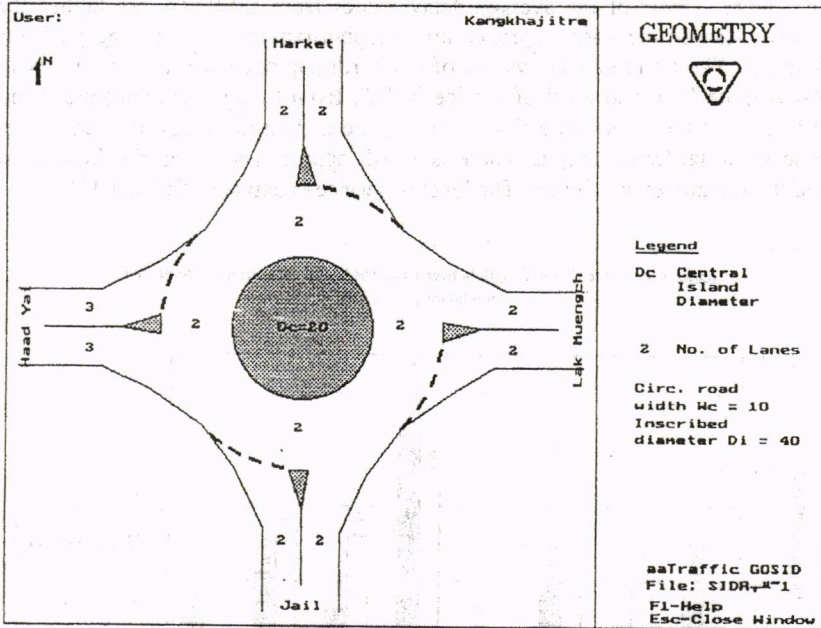 User:
Kangkhajitre
N
Market
2 2
2
3
3
Haad Yai
2
Dc=20
2
2
2
Lak Muengch
2
2 2
Jail
GEOMETRY
Legend
Dc Central
Island
Diameter
2 No. of Lanes
Circ. road
width Wc = 10
Inscribed
diameter Di = 40
aaTraffic GOSID
F1-Help
Esc-Close Window